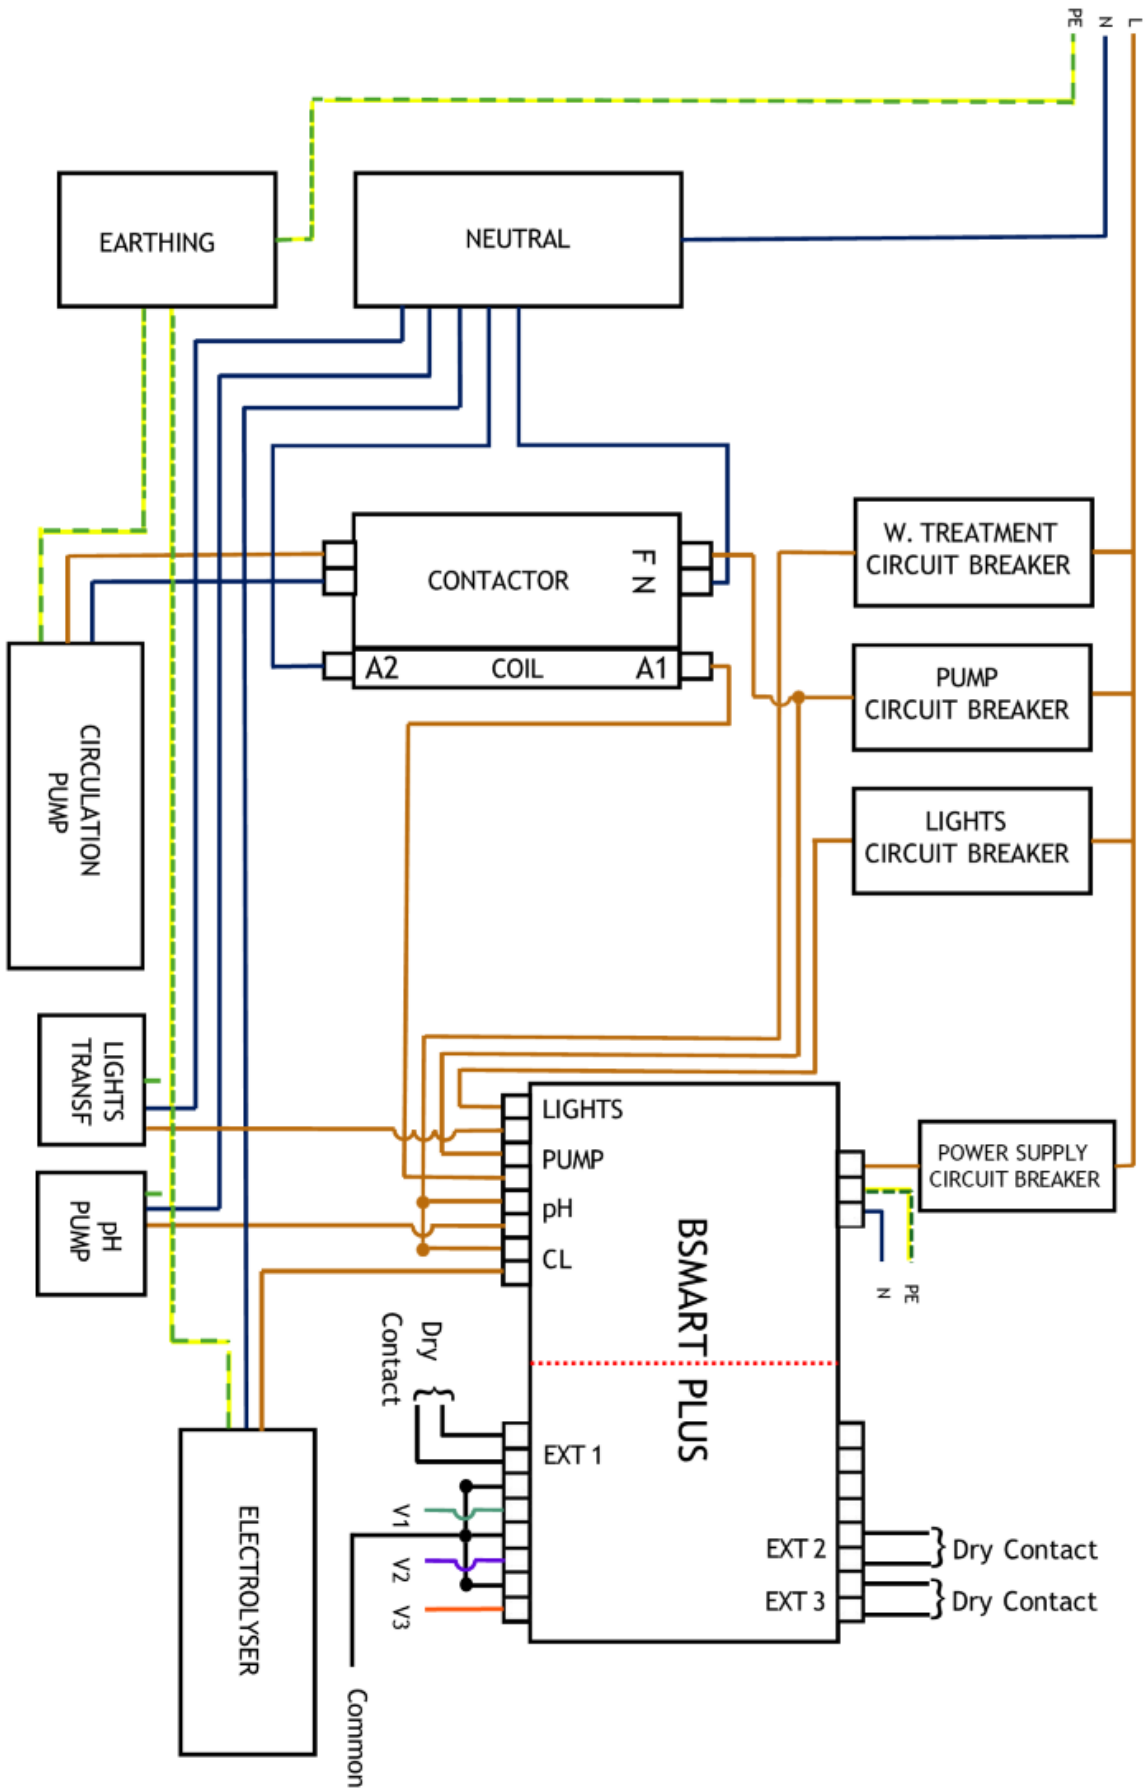 PE
N
L
EARTHING
NEUTRAL
W. TREATMENT
CIRCUIT BREAKER
F
N
CONTACTOR
A2
COIL
A1
PUMP
CIRCUIT BREAKER
CIRCULATION
PUMP
LIGHTS
CIRCUIT BREAKER
LIGHTS
TRANSF
LIGHTS
PUMP
pH
CL
POWER SUPPLY
CIRCUIT BREAKER
pH
PUMP
BSMART PLUS
N
PE
Dry
Contact
EXT 1
V1
V2
V3
EXT 2
Dry Contact
EXT 3
Dry Contact
ELECTROLYSER
Common